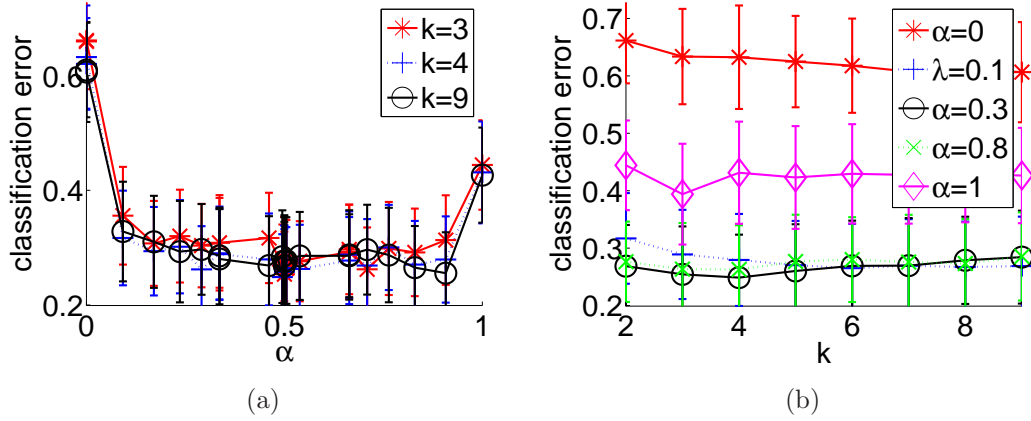 k=3
k=4
k=9
0.6
0.4
0.2
classification error
0
0.5
1
α
(a)
α=0
λ=0.1
α=0.3
α=0.8
α=1
0.7
0.6
0.5
0.4
0.3
0.2
classification error
2
4
6
8
k
(b)